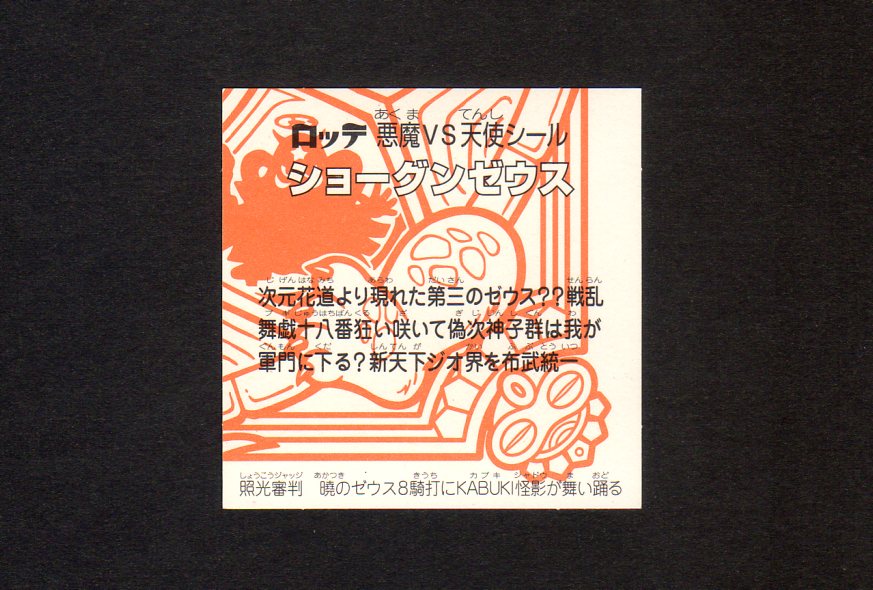 ロッテ 悪魔VS天使シール
ショーグンゼウス
次元花道より現れた第三のゼウス??戦乱
舞戯十八番狂い咲いて偽次神子群は我が
軍門に下る?新天下ジオ界を布武統一
照光審判 暁のゼウス8騎打にKABUKI怪影が舞い踊る